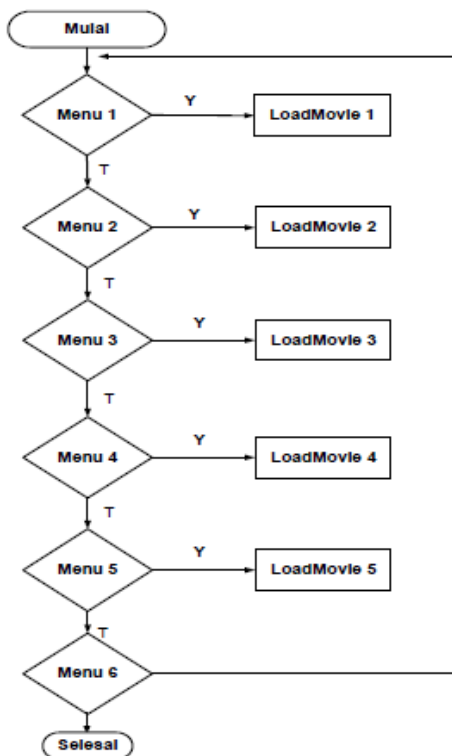 Mulai
Menu 1
Y
LoadMovie 1
T
Menu 2
Y
LoadMovie 2
T
Menu 3
Y
LoadMovie 3
T
Menu 4
Y
LoadMovie 4
T
Menu 5
Y
LoadMovie 5
T
Menu 6
Selesai